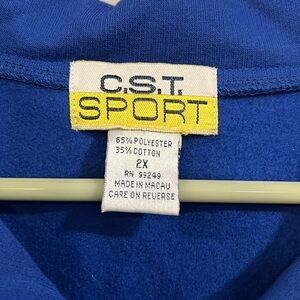 C.S.T.
SPORT
65% POLYESTER
35% COTTON
2X
RN 99249
MADE IN MACAU
CARE ON REVERSE